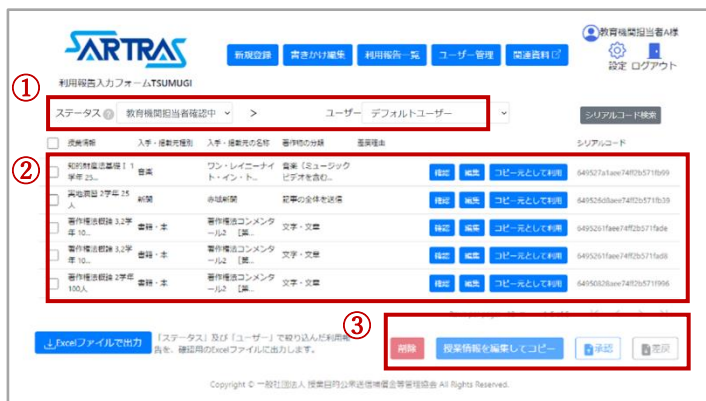 教育機関担当者A様
SARTRAS
新規登録 書きかけ編集 利用報告一覧 ユーザー管理 関連資料
設定 ログアウト
利用報告入力フォームTSUMUGI
①
ステータス ? 教育機関担当者確認中 > ユーザー デフォルトユーザー シリアルコード検索
授業情報 入手・掲載元種別 入手・掲載元の名称 著作物の分類 差戻理由 シリアルコード
②
知的財産法基礎Ⅰ 1学年 25... 音楽 ワン・レイニーナイト・イン・ト... 音楽(ミュージックビデオを含む... 確認 編集 コピー元として利用 649527a1aee74ff2b571fb99
実地演習 2学年 25人 新聞 赤城新聞 記事の全体を送信 確認 編集 コピー元として利用 649526d8aee74ff2b571fb39
著作権法概論 3,2学年 10... 書籍・本 著作権法コンメンタール2 [第... 文字・文章 確認 編集 コピー元として利用 6495261faee74ff2b571fade
著作権法概論 3,2学年 10... 書籍・本 著作権法コンメンタール2 [第... 文字・文章 確認 編集 コピー元として利用 6495261faee74ff2b571fad8
著作権法概論 2学年 100人 書籍・本 著作権法コンメンタール2 [第... 文字・文章 確認 編集 コピー元として利用 64950828aee74ff2b571f996
③
Excelファイルで出力 「ステータス」及び「ユーザー」で絞り込んだ利用報告を、確認用のExcelファイルに出力します。
削除 授業情報を編集してコピー 承認 差戻
Copyright © 一般社団法人 授業目的公衆送信補償金等管理協会 All Rights Reserved.